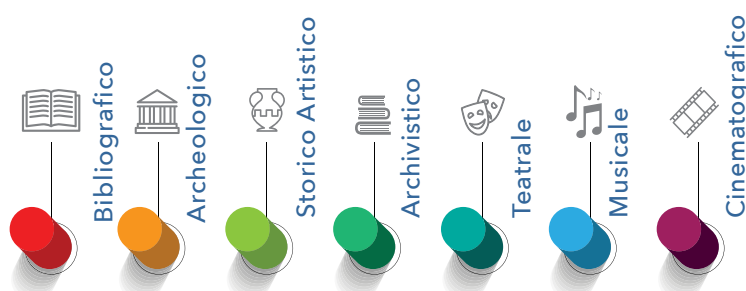 Bibliografico
Archeologico
Storico Artistico
Archivistico
Teatrale
Musicale
Cinematografico